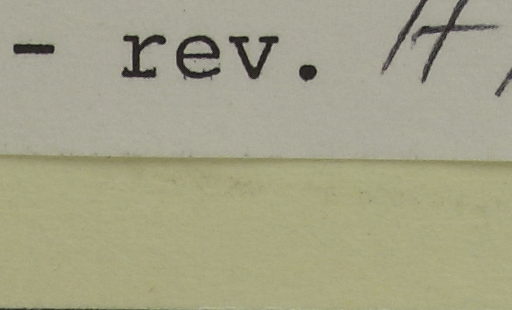 - rev. H